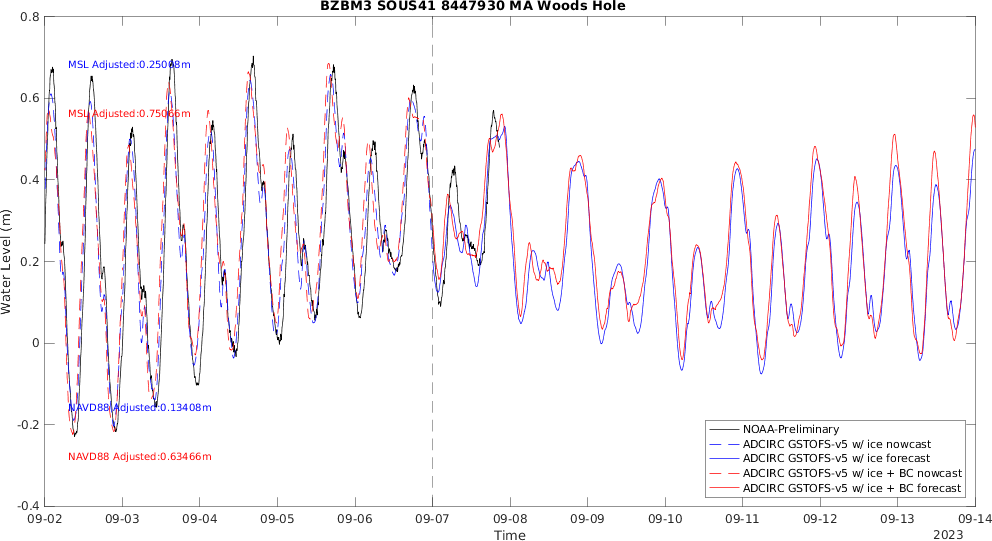 BZBM3 SOUS41 8447930 MA Woods Hole
0.8
0.6
0.4
0.2
0
-0.2
-0.4
Water Level (m)
MSL Adjusted:0.25068m
MSL Adjusted:0.75066m
NAVD88 Adjusted:0.13408m
NAVD88 Adjusted:0.63466m
NOAA-Preliminary
ADCIRC GSTOFS-v5 w/ ice nowcast
ADCIRC GSTOFS-v5 w/ ice forecast
ADCIRC GSTOFS-v5 w/ ice + BC nowcast
ADCIRC GSTOFS-v5 w/ ice + BC forecast
09-02 09-03 09-04 09-05 09-06 09-07 09-08 09-09 09-10 09-11 09-12 09-13 09-14
Time
2023